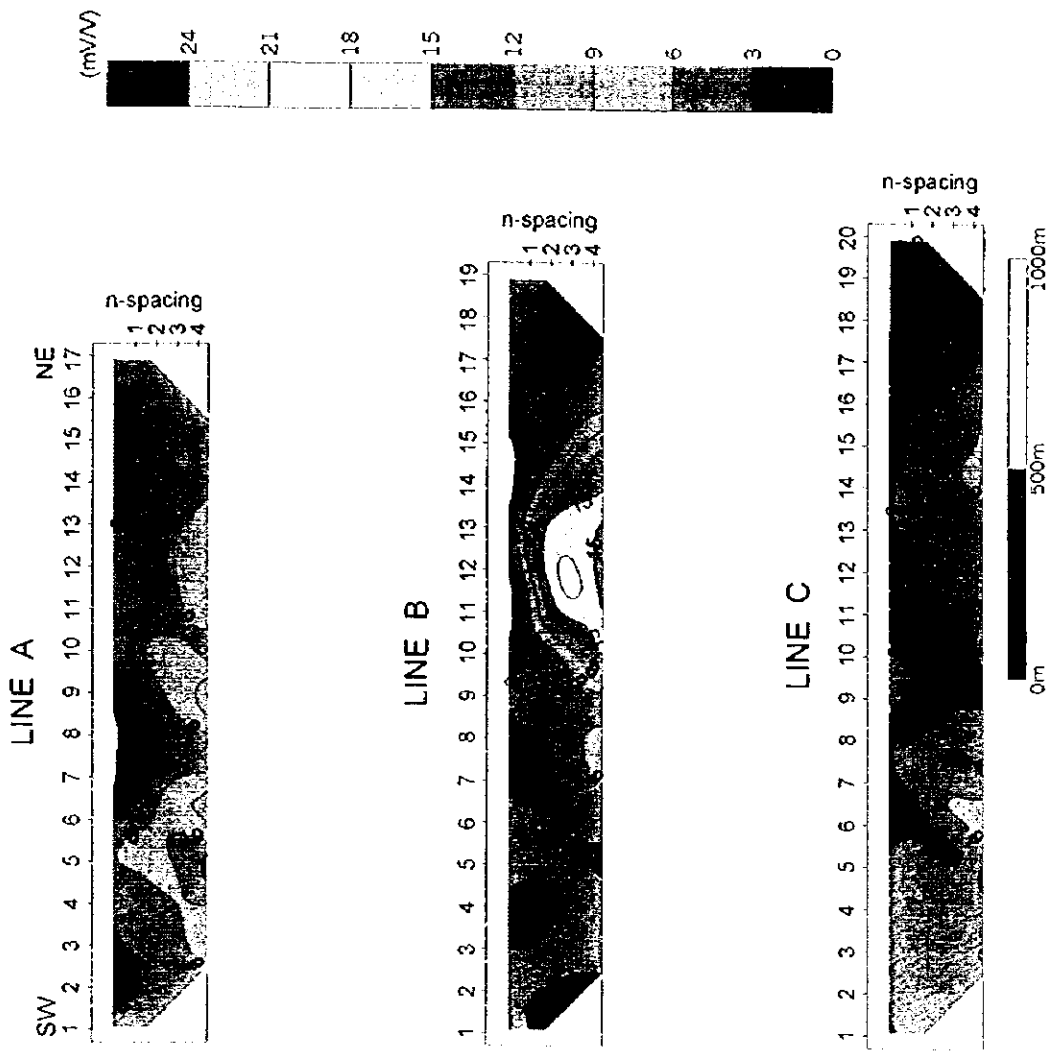 LINE A
SW
NE
1 2 3 4 5 6 7 8 9 10 11 12 13 14 15 16 17
n-spacing
1 2 3 4
LINE B
1 2 3 4 5 6 7 8 9 10 11 12 13 14 15 16 17 18 19
n-spacing
1 2 3 4
LINE C
1 2 3 4 5 6 7 8 9 10 11 12 13 14 15 16 17 18 19 20
n-spacing
1 2 3 4
0m 500m 1000m
(mV/V)
24
21
18
15
12
9
6
3
0